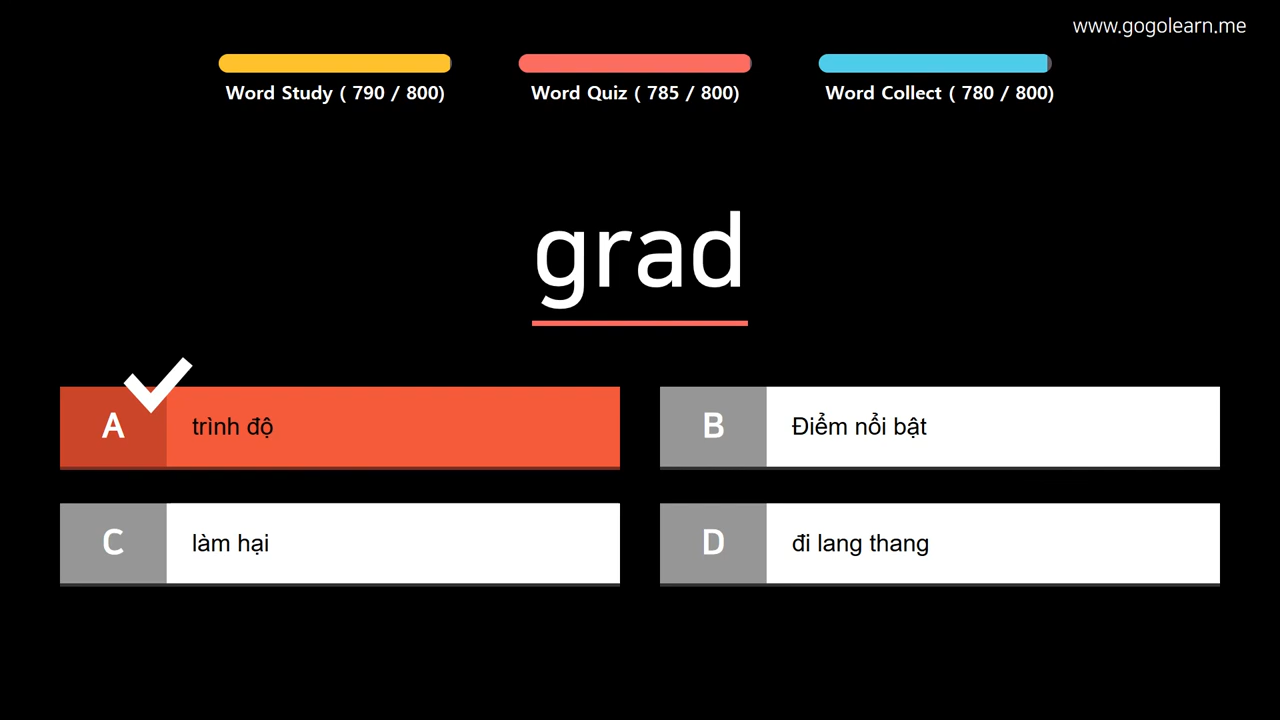 www.gogolearn.me
Word Study ( 790 / 800)
Word Quiz ( 785 / 800)
Word Collect ( 780 / 800)
grad
A
trình độ
B
Điểm nổi bật
C
làm hại
D
đi lang thang